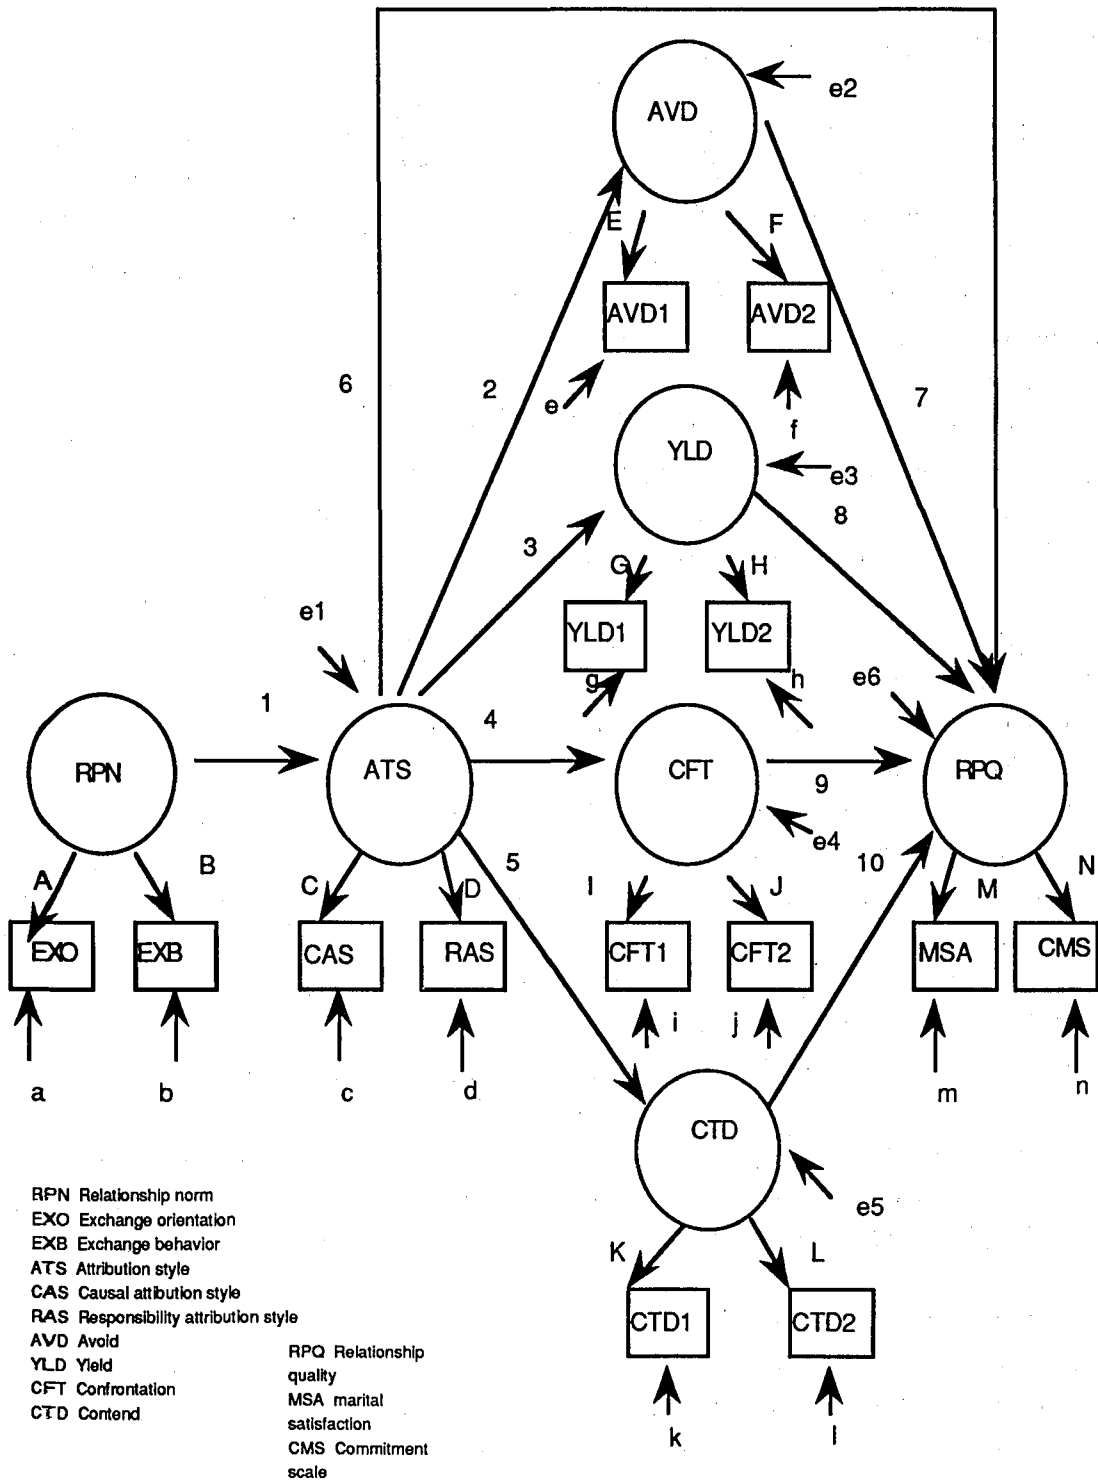 AVD
e2
E
F
AVD1
AVD2
6
2
7
e
f
YLD
e3
8
3
G
H
e1
YLD1
YLD2
g
h
e6
1
4
RPN
ATS
CFT
RPQ
9
e4
5
10
A
B
C
D
I
J
M
N
EXO
EXB
CAS
RAS
CFT1
CFT2
MSA
CMS
i
j
a
b
c
d
m
n
CTD
e5
K
L
CTD1
CTD2
k
l
RPN Relationship norm
EXO Exchange orientation
EXB Exchange behavior
ATS Attribution style
CAS Causal attibution style
RAS Responsibility attribution style
AVD Avoid
YLD Yield
CFT Confrontation
CTD Contend
RPQ Relationship
quality
MSA marital
satisfaction
CMS Commitment
scale